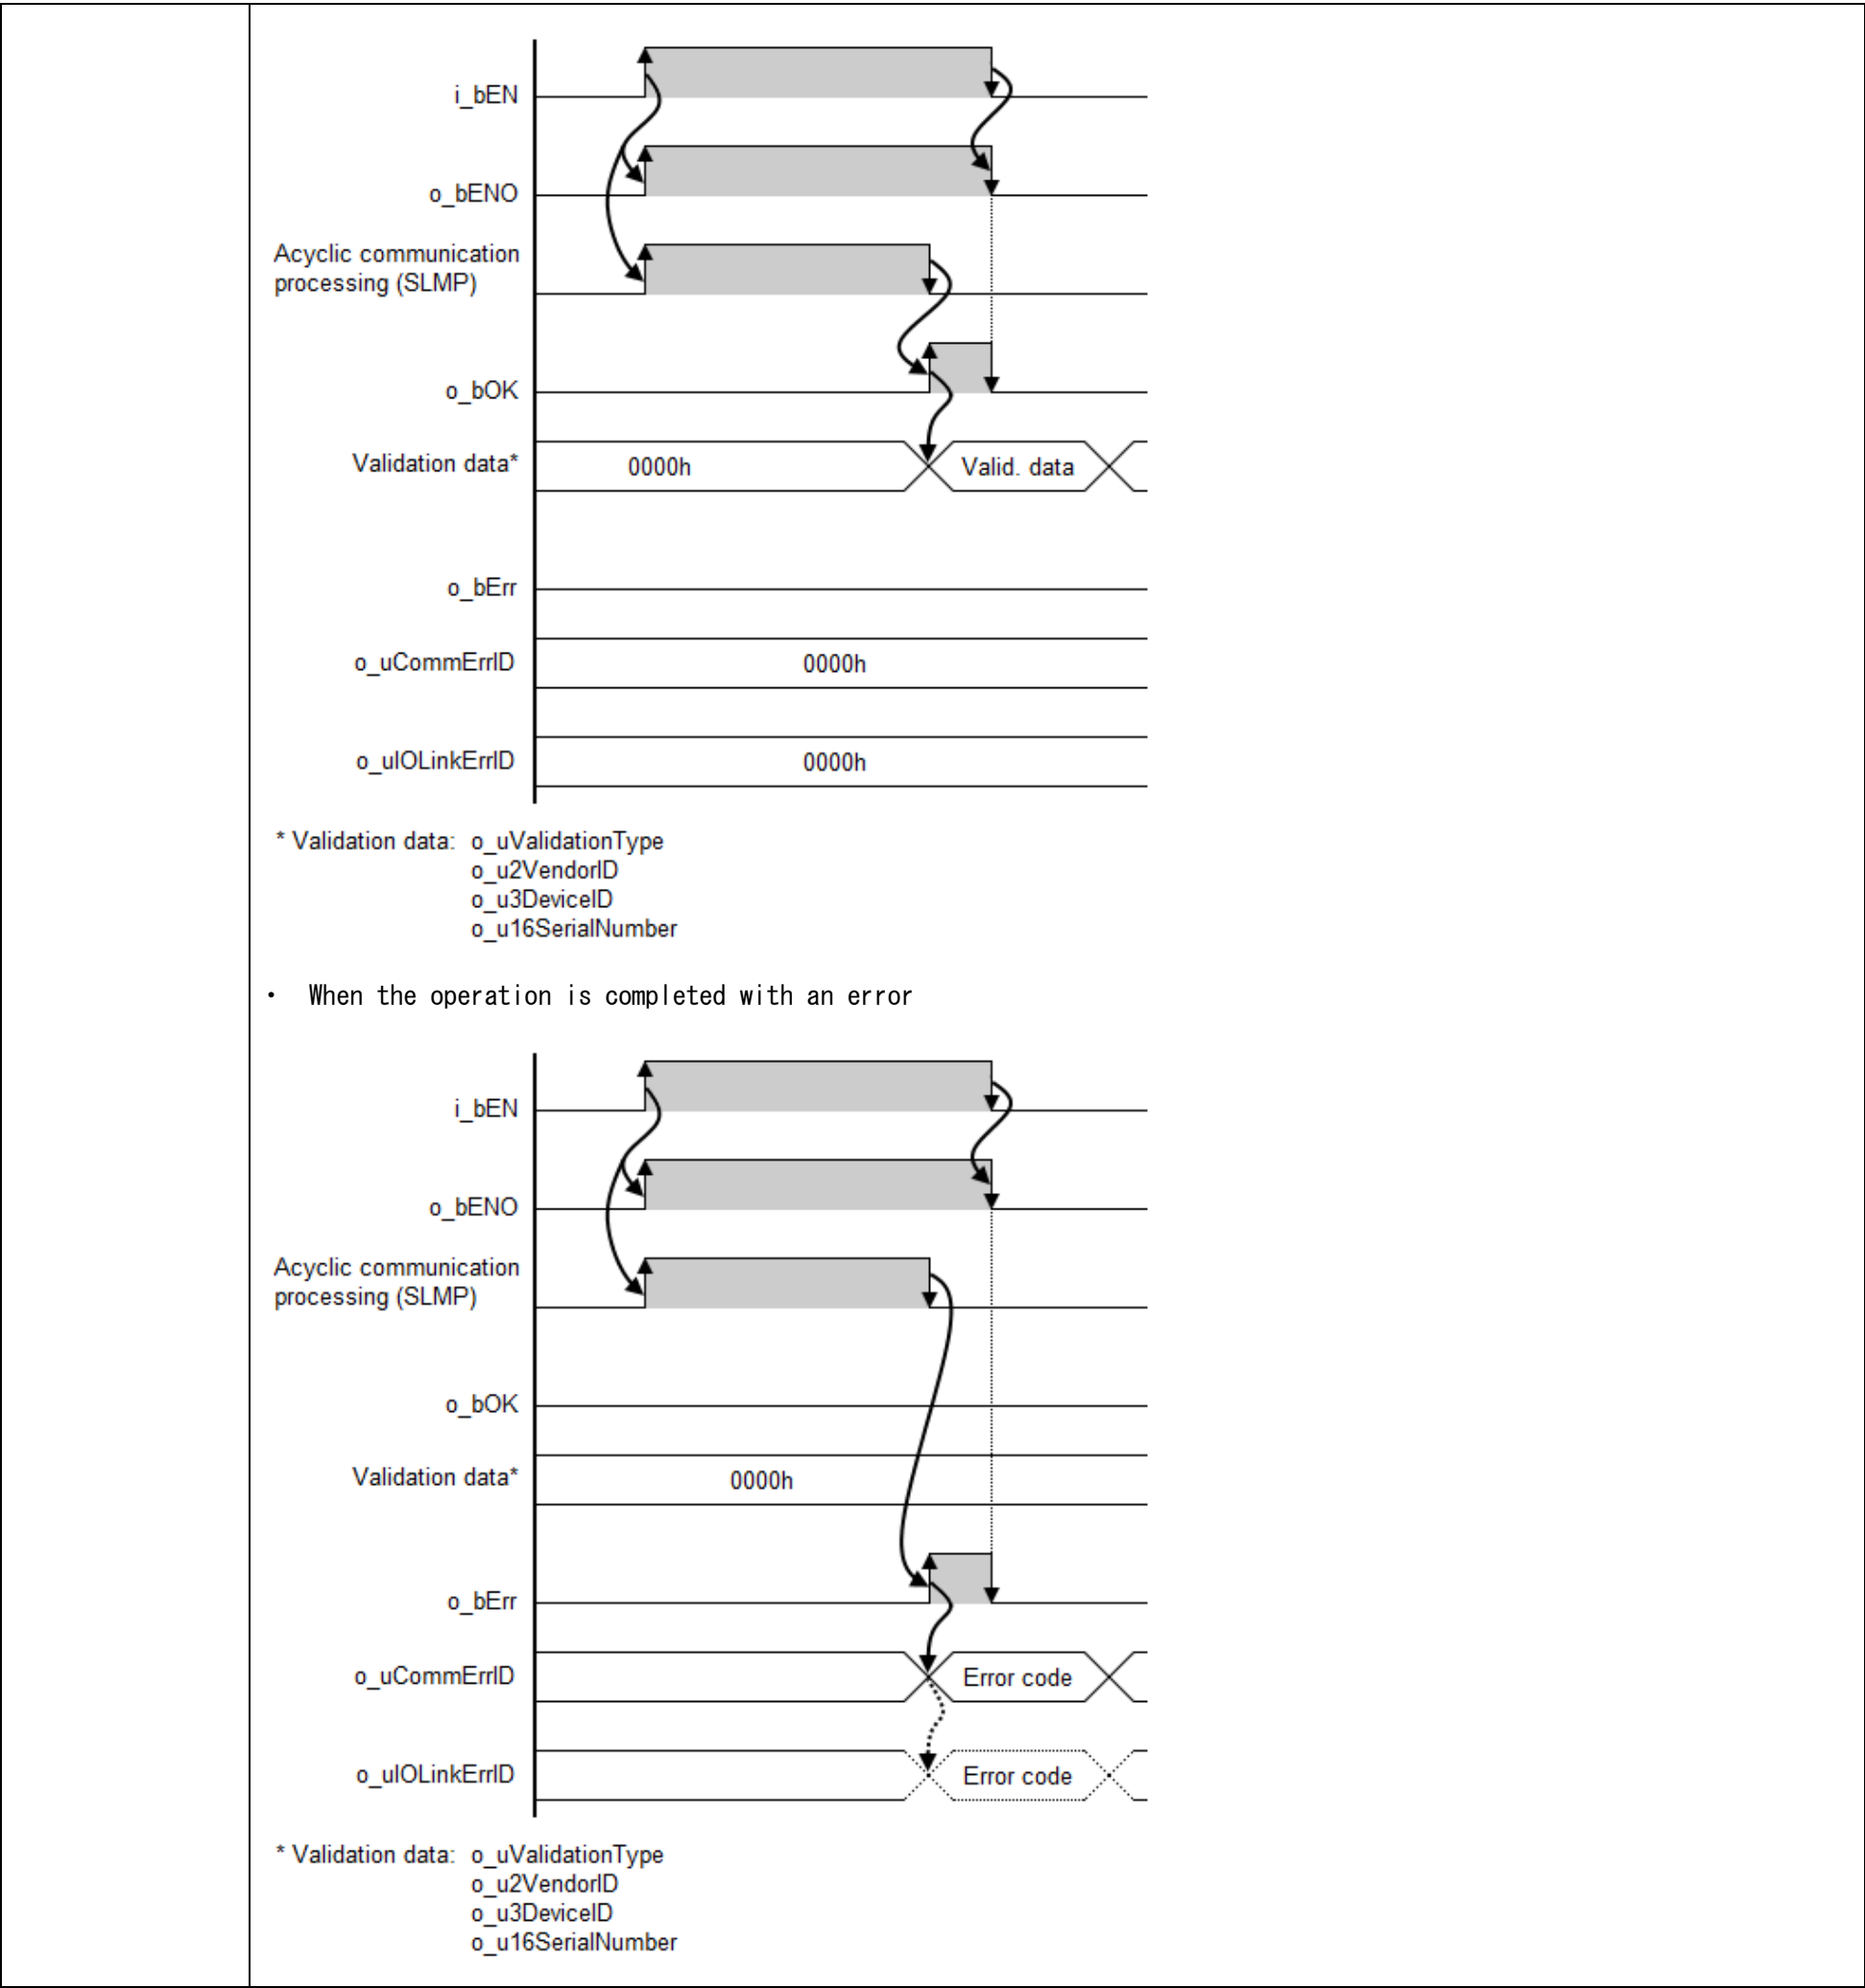 i_bEN
o_bENO
Acyclic communication
processing (SLMP)
o_bOK
Validation data*
0000h
Valid. data
o_bErr
o_uCommErrID
0000h
o_uIOLinkErrID
0000h
* Validation data: o_uValidationType
o_u2VendorID
o_u3DeviceID
o_u16SerialNumber
・ When the operation is completed with an error
i_bEN
o_bENO
Acyclic communication
processing (SLMP)
o_bOK
Validation data*
0000h
o_bErr
o_uCommErrID
Error code
o_uIOLinkErrID
Error code
* Validation data: o_uValidationType
o_u2VendorID
o_u3DeviceID
o_u16SerialNumber